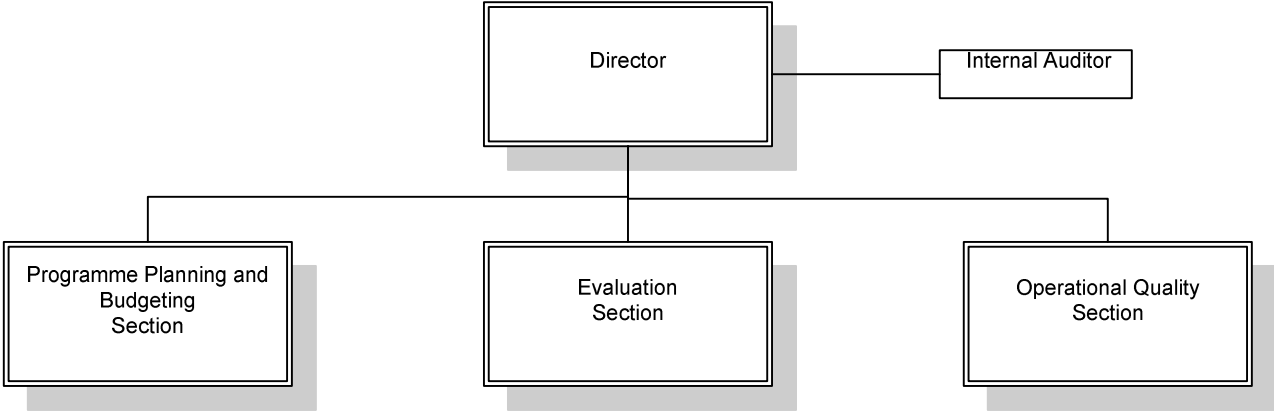 Director
Internal Auditor
Programme Planning and
Budgeting
Section
Evaluation
Section
Operational Quality
Section